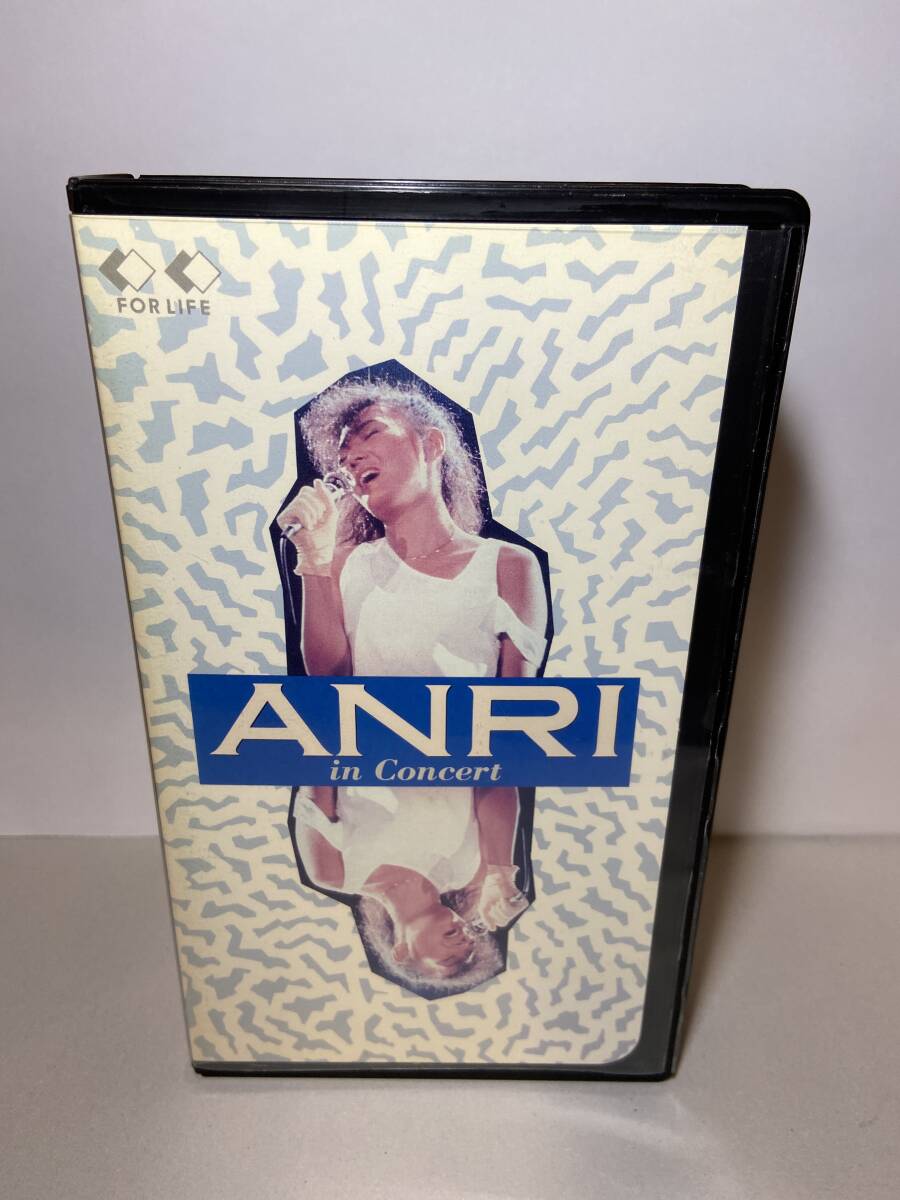 FOR LIFE
ANRI
in Concert